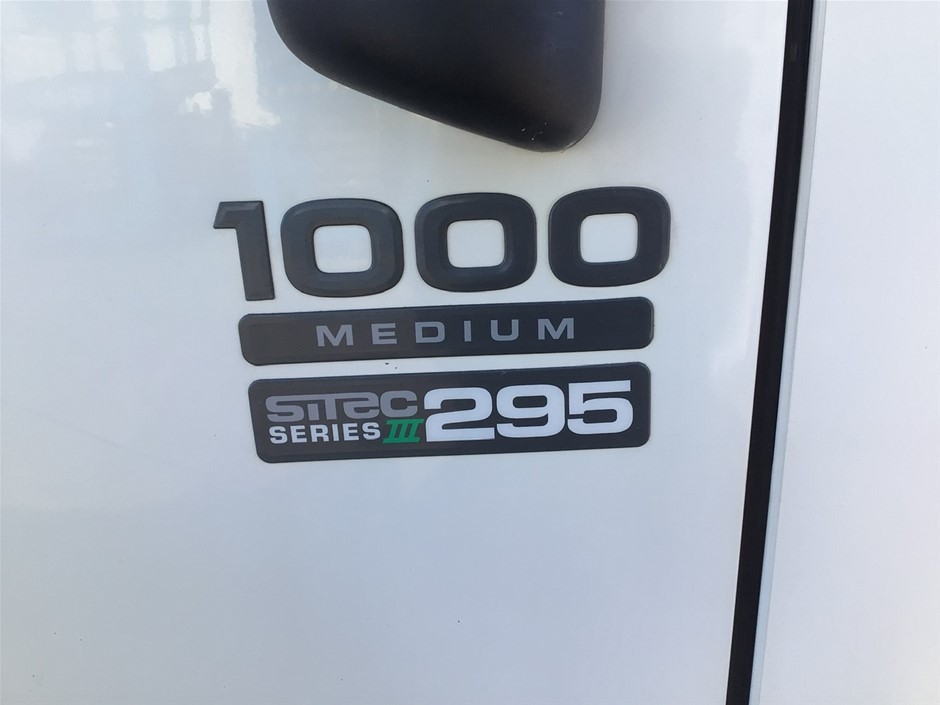 1000
MEDIUM
SiTEC 295
SERIES III